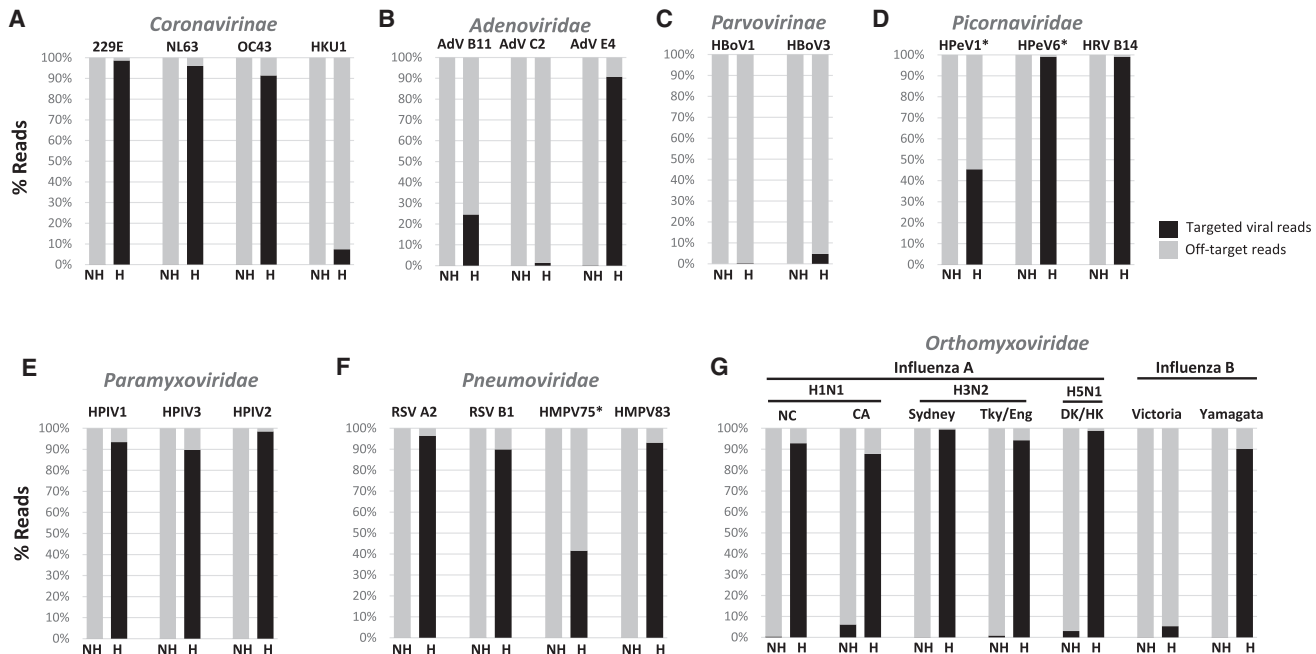 A
Coronavirinae
229E NL63 OC43 HKU1
% Reads
100%
90%
80%
70%
60%
50%
40%
30%
20%
10%
0%
NH H NH H NH H NH H
B
Adenoviridae
AdV B11 AdV C2 AdV E4
100%
90%
80%
70%
60%
50%
40%
30%
20%
10%
0%
NH H NH H NH H
C
Parvovirinae
HBoV1 HBoV3
100%
90%
80%
70%
60%
50%
40%
30%
20%
10%
0%
NH H NH H
D
Picornaviridae
HPeV1* HPeV6* HRV B14
100%
90%
80%
70%
60%
50%
40%
30%
20%
10%
0%
NH H NH H NH H
Targeted viral reads
Off-target reads
E
Paramyxoviridae
HPIV1 HPIV3 HPIV2
% Reads
100%
90%
80%
70%
60%
50%
40%
30%
20%
10%
0%
NH H NH H NH H
F
Pneumoviridae
RSV A2 RSV B1 HMPV75* HMPV83
100%
90%
80%
70%
60%
50%
40%
30%
20%
10%
0%
NH H NH H NH H NH H
G
Orthomyxoviridae
Influenza A Influenza B
H1N1 H3N2 H5N1
NC CA Sydney Tky/Eng DK/HK Victoria Yamagata
100%
90%
80%
70%
60%
50%
40%
30%
20%
10%
0%
NH H NH H NH H NH H NH H NH H NH H